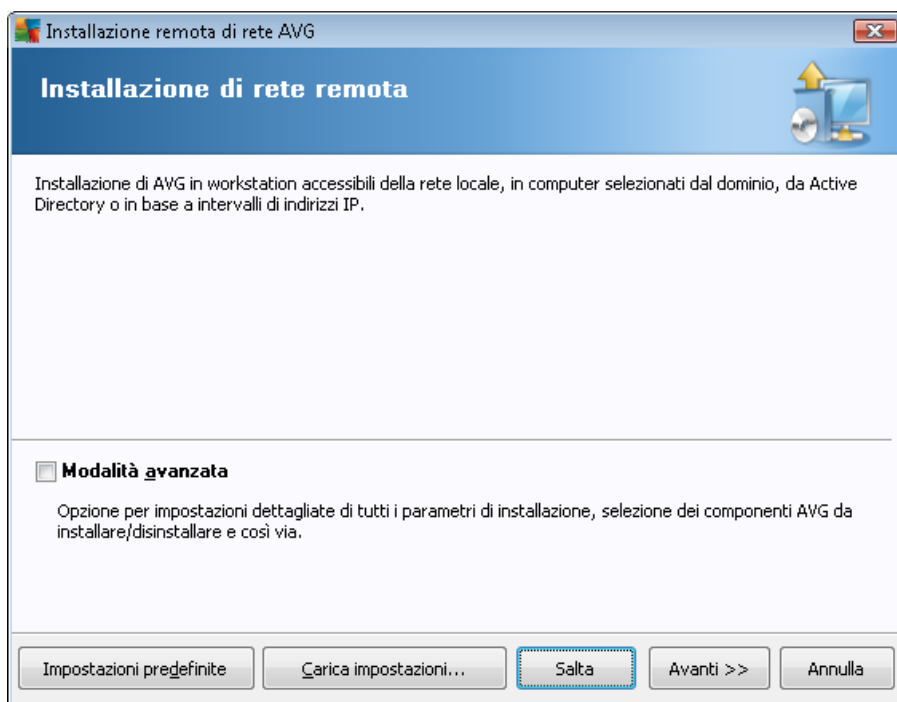 Installazione remota di rete AVG
Installazione di rete remota
Installazione di AVG in workstation accessibili della rete locale, in computer selezionati dal dominio, da Active
Directory o in base a intervalli di indirizzi IP.
Modalità avanzata
Opzione per impostazioni dettagliate di tutti i parametri di installazione, selezione dei componenti AVG da
installare/disinstallare e così via.
Impostazioni predefinite Carica impostazioni... Salta Avanti >> Annulla